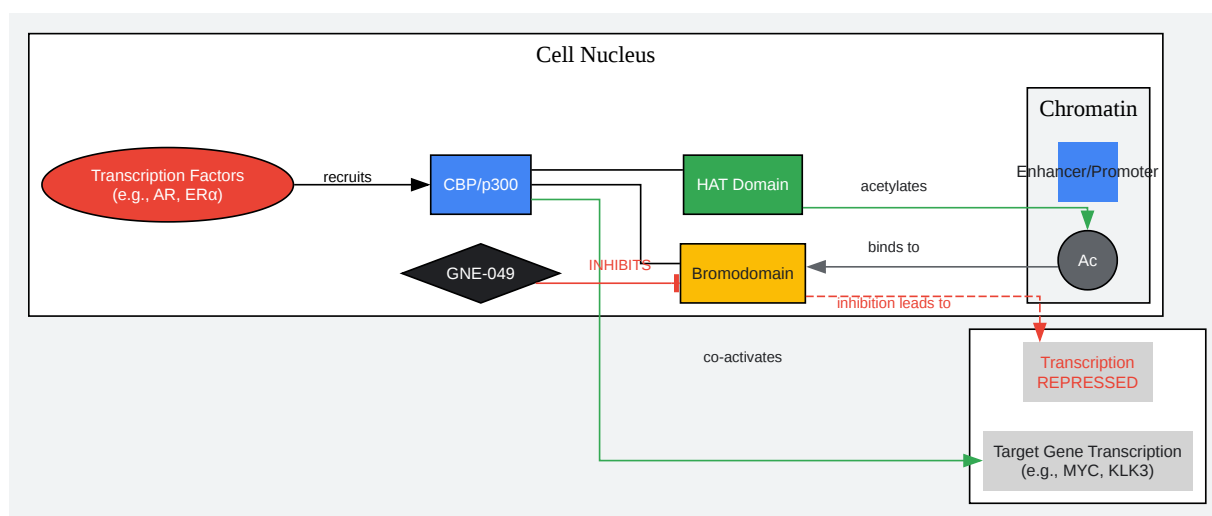 Cell Nucleus
Chromatin
Transcription Factors
(e.g., AR, ERα)
recruits
CBP/p300
HAT Domain
acetylates
Enhancer/Promoter
GNE-049
INHIBITS
Bromodomain
binds to
Ac
inhibition leads to
co-activates
Transcription
REPRESSED
Target Gene Transcription
(e.g., MYC, KLK3)